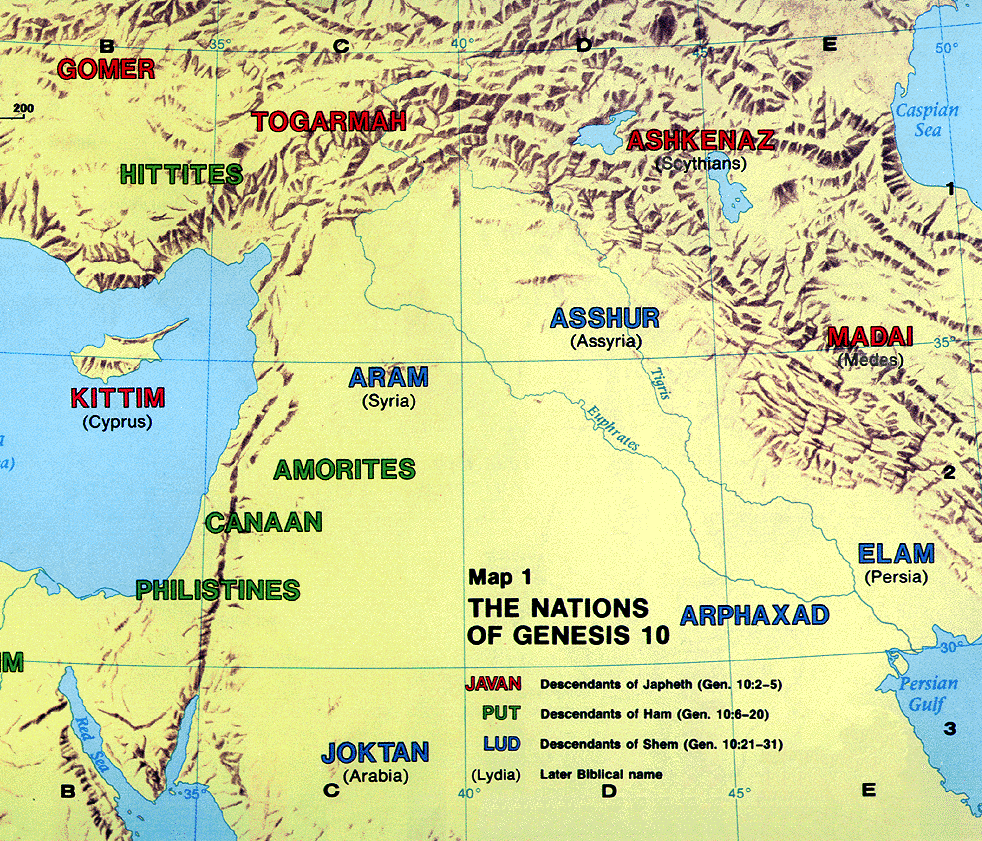 B
35°
C
40°
D
45°
E
50°
GOMER
200
TOGARMAH
Caspian
Sea
ASHKENAZ
(Scythians)
HITTITES
1
ASSHUR
(Assyria)
MADAI
(Medes)
35°
ARAM
(Syria)
Tigris
KITTIM
(Cyprus)
Euphrates
a
a)
AMORITES
2
CANAAN
ELAM
(Persia)
PHILISTINES
Map 1
THE NATIONS
OF GENESIS 10
ARPHAXAD
30°
IM
JAVAN Descendants of Japheth (Gen. 10:2–5)
Persian
Gulf
PUT Descendants of Ham (Gen. 10:6–20)
3
Red Sea
LUD Descendants of Shem (Gen. 10:21–31)
JOKTAN
(Arabia)
(Lydia) Later Biblical name
B
35°
C
40°
D
45°
E